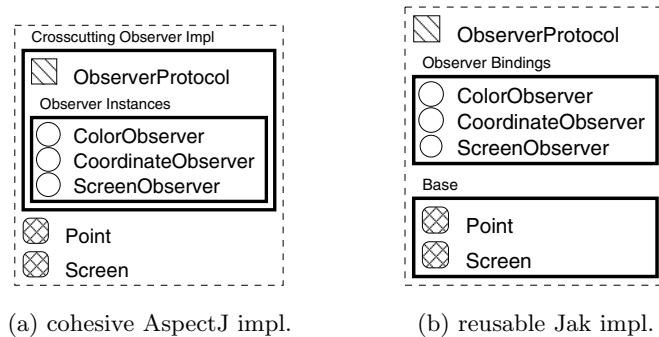 Crosscutting Observer Impl
ObserverProtocol
Observer Instances
ColorObserver
CoordinateObserver
ScreenObserver
Point
Screen
(a) cohesive AspectJ impl.
ObserverProtocol
Observer Bindings
ColorObserver
CoordinateObserver
ScreenObserver
Base
Point
Screen
(b) reusable Jak impl.